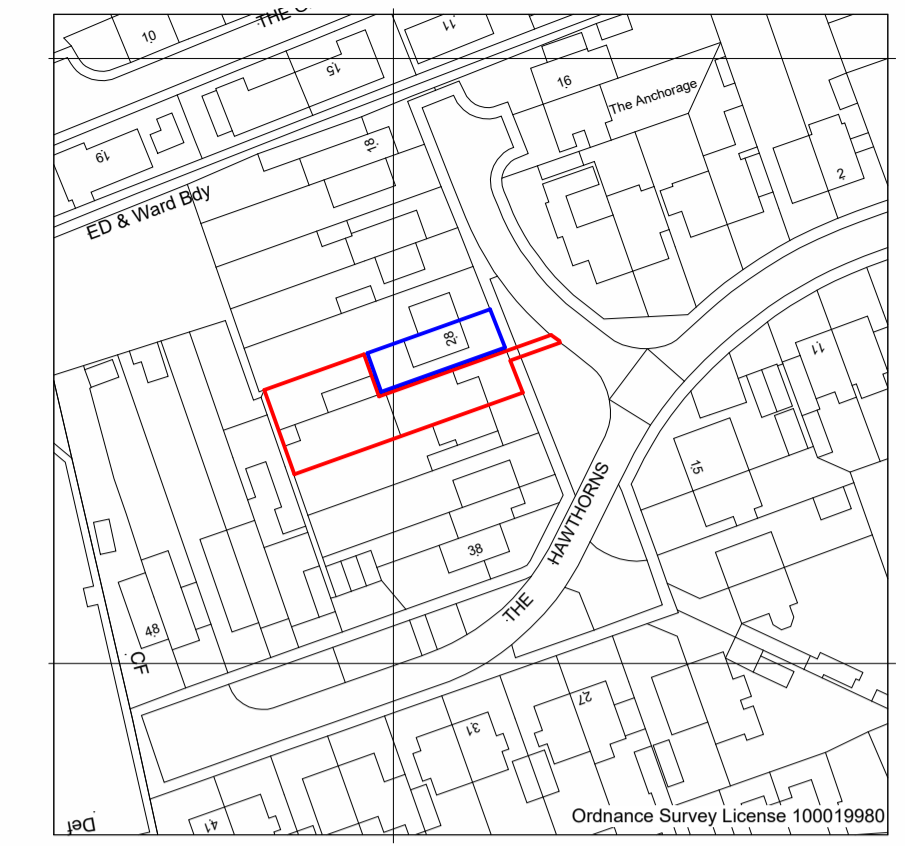 THE
10
11
15
16
The Anchorage
18
19
2
ED & Ward Bdy
28
11
15
HAWTHORNS
38
THE
48
CF
27
31
41
Def
Ordnance Survey License 100019980